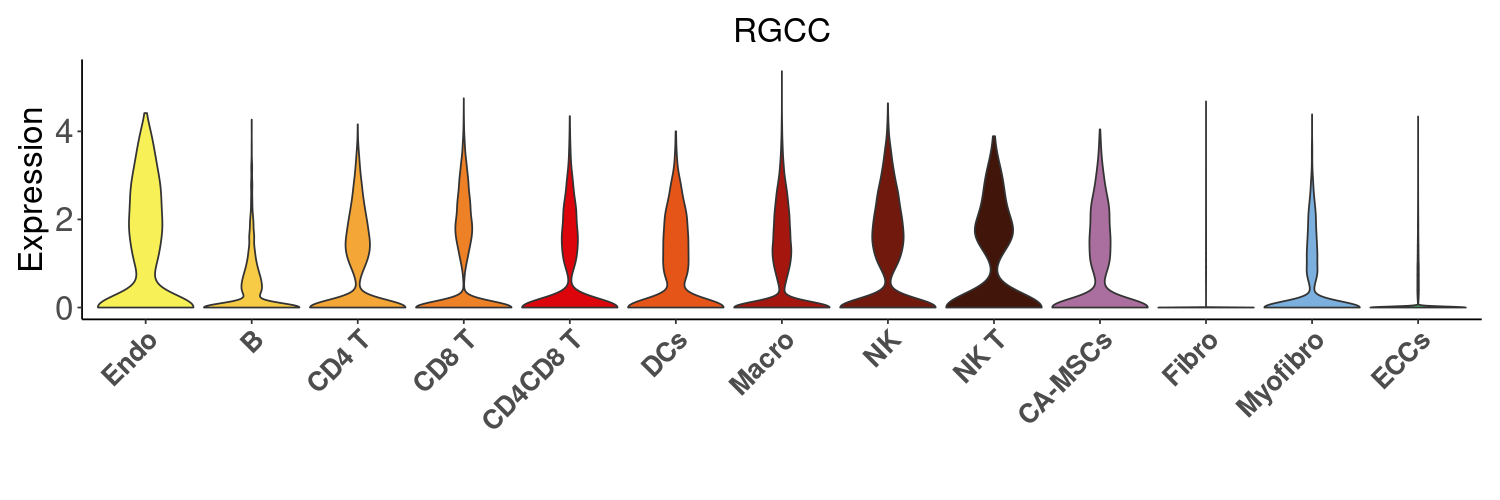 RGCC
Expression
4
2
0
Endo
B
CD4 T
CD8 T
CD4CD8 T
DCs
Macro
NK
NK T
CA-MSCs
Fibro
Myofibro
ECCs